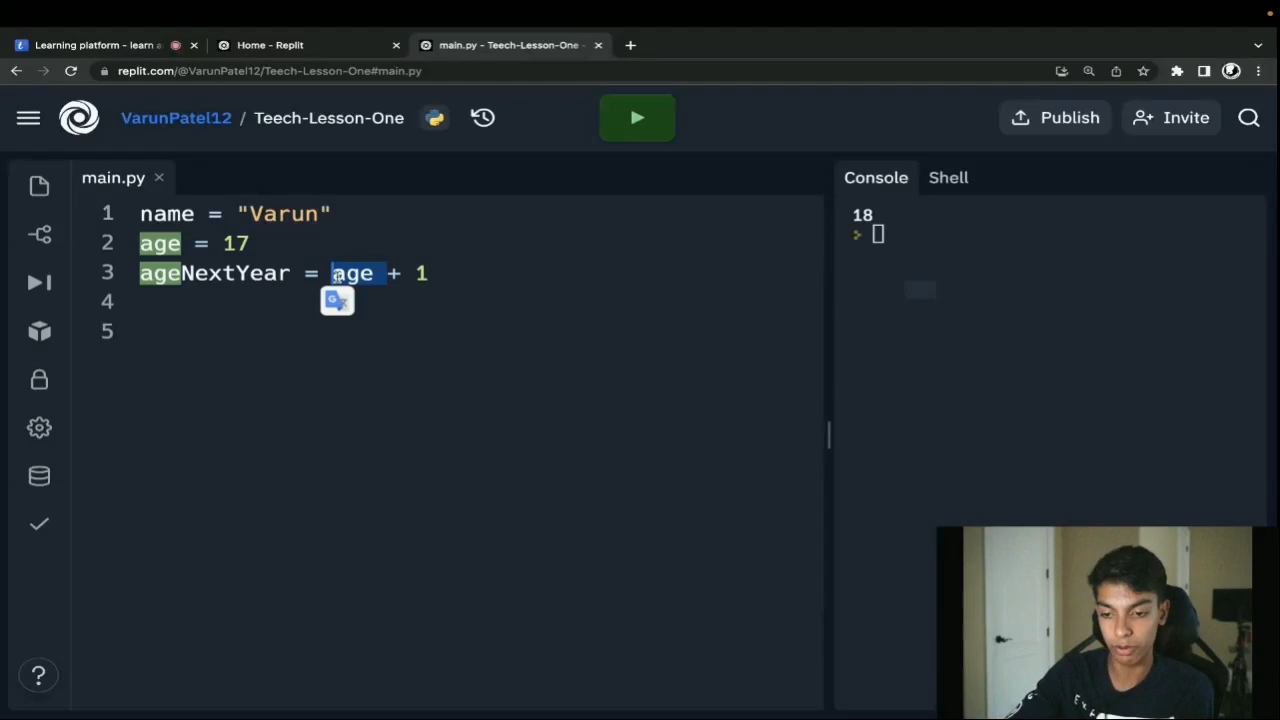 Learning platform - learn a
Home - Replit
main.py - Teech-Lesson-One -
replit.com/@VarunPatel12/Teech-Lesson-One#main.py
VarunPatel12 / Teech-Lesson-One
Publish
Invite
main.py
Console
Shell
1 name = "Varun"
2 age = 17
3 ageNextYear = age + 1
4
5
18
>
?